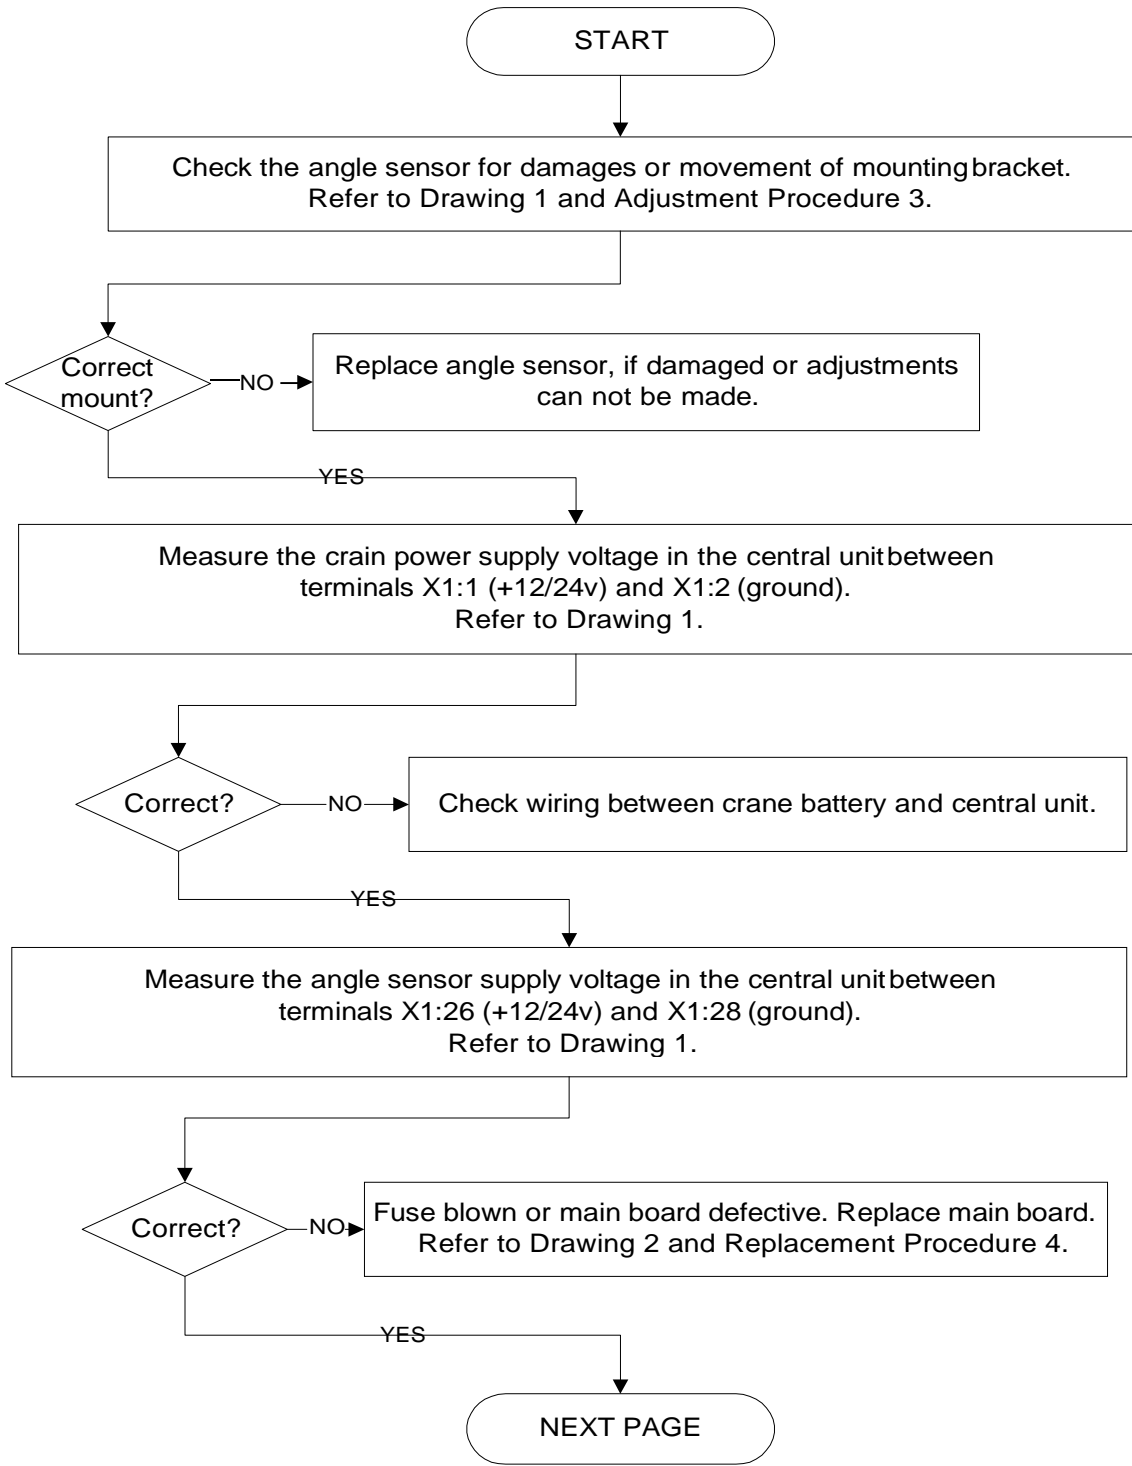 START
Check the angle sensor for damages or movement of mounting bracket.
Refer to Drawing 1 and Adjustment Procedure 3.
Correct
mount?
NO
Replace angle sensor, if damaged or adjustments
can not be made.
YES
Measure the crain power supply voltage in the central unit between
terminals X1:1 (+12/24v) and X1:2 (ground).
Refer to Drawing 1.
Correct?
NO
Check wiring between crane battery and central unit.
YES
Measure the angle sensor supply voltage in the central unit between
terminals X1:26 (+12/24v) and X1:28 (ground).
Refer to Drawing 1.
Correct?
NO
Fuse blown or main board defective. Replace main board.
Refer to Drawing 2 and Replacement Procedure 4.
YES
NEXT PAGE